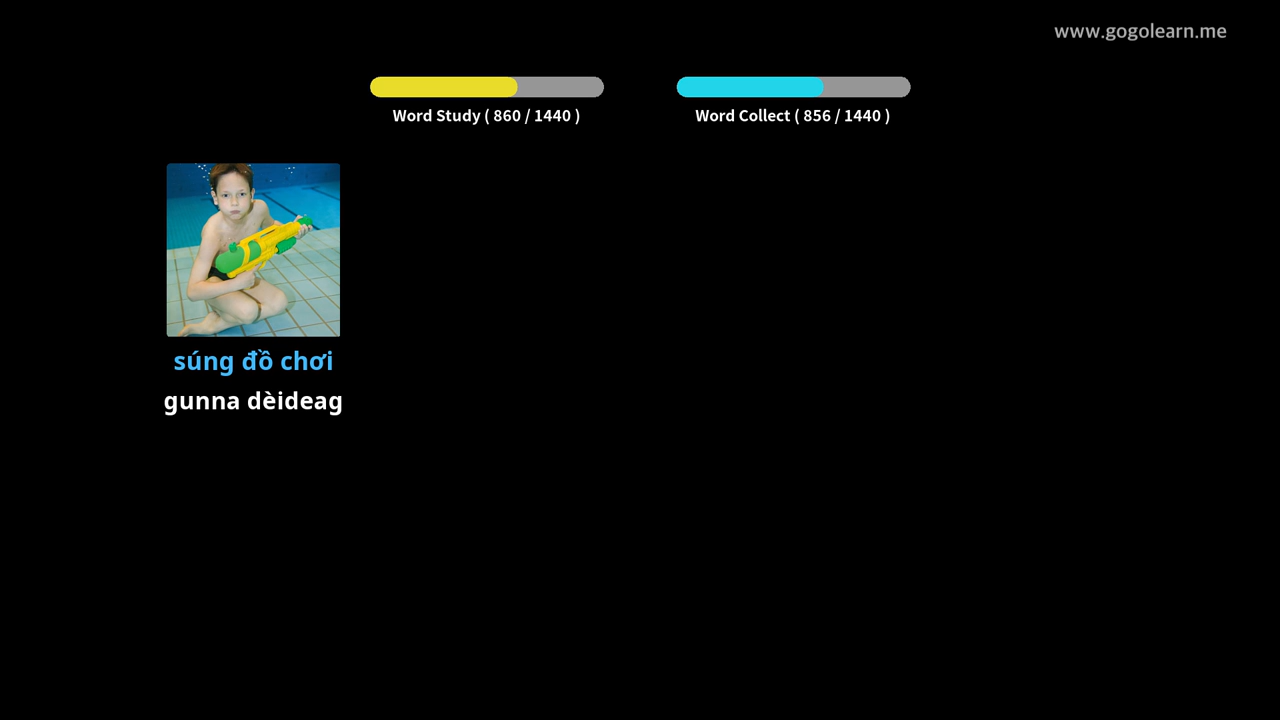 www.gogolearn.me
Word Study ( 860 / 1440 )
Word Collect ( 856 / 1440 )
súng đồ chơi
gunna dèideag